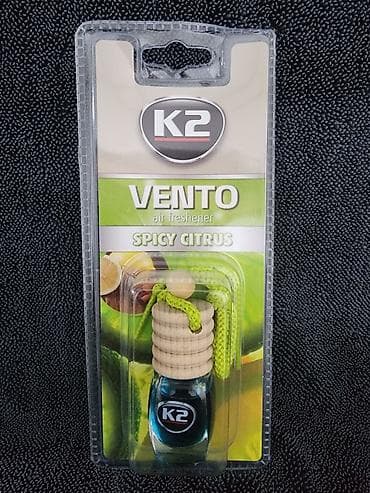 K2
VENTO
air freshener
SPICY CITRUS
K2